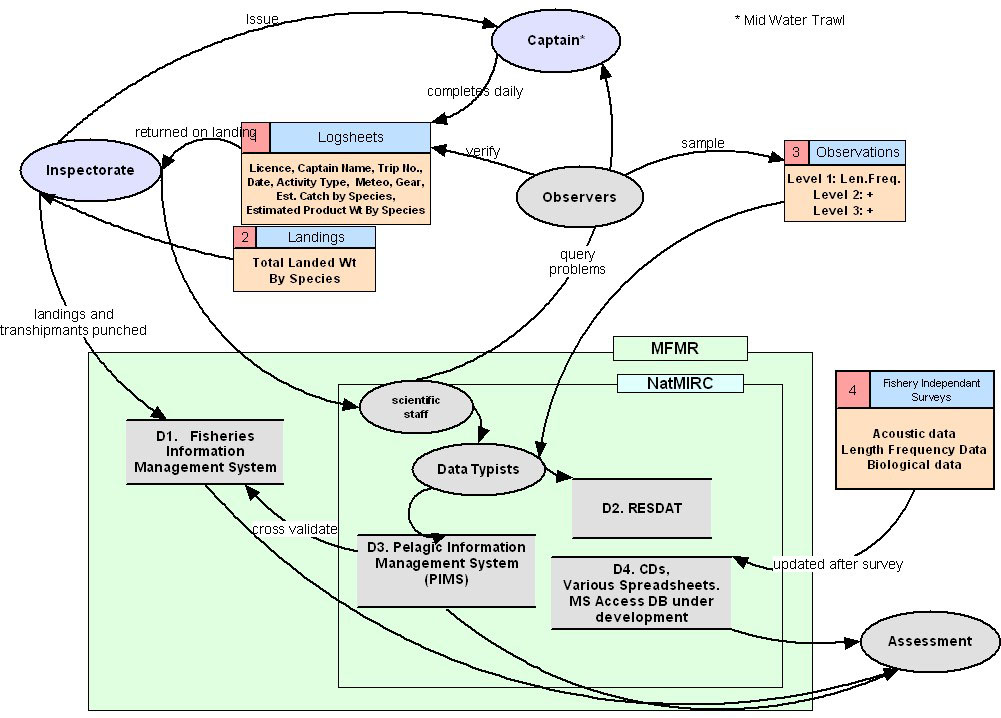 Issue
* Mid Water Trawl
Captain*
completes daily
returned on landing
1
Logsheets
verify
sample
3
Observations
Inspectorate
Licence, Captain Name, Trip No.,
Date, Activity Type, Meteo, Gear,
Est. Catch by Species,
Estimated Product Wt By Species
Observers
Level 1: Len.Freq.
Level 2: +
Level 3: +
2
Landings
Total Landed Wt
By Species
query
problems
landings and
transhipmants punched
MFMR
NatMIRC
4
Fishery Independant
Surveys
scientific
staff
D1. Fisheries
Information
Management System
Acoustic data
Length Frequency Data
Biological data
Data Typists
D2. RESDAT
cross validate
D3. Pelagic Information
Management System
(PIMS)
D4. CDs,
Various Spreadsheets.
MS Access DB under
development
updated after survey
Assessment